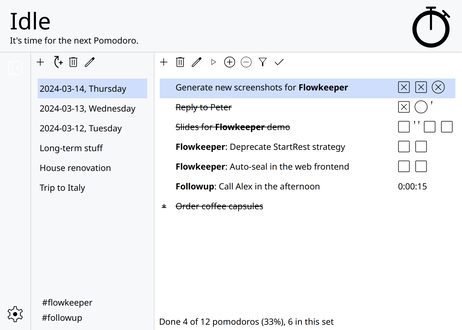 Idle
It's time for the next Pomodoro.
2024-03-14, Thursday
2024-03-13, Wednesday
2024-03-12, Tuesday
Long-term stuff
House renovation
Trip to Italy
#flowkeeper
#followup
Generate new screenshots for Flowkeeper
Reply to Peter
Slides for Flowkeeper demo
Flowkeeper: Deprecate StartRest strategy
Flowkeeper: Auto-seal in the web frontend
Followup: Call Alex in the afternoon 0:00:15
Order coffee capsules
Done 4 of 12 pomodoros (33%), 6 in this set